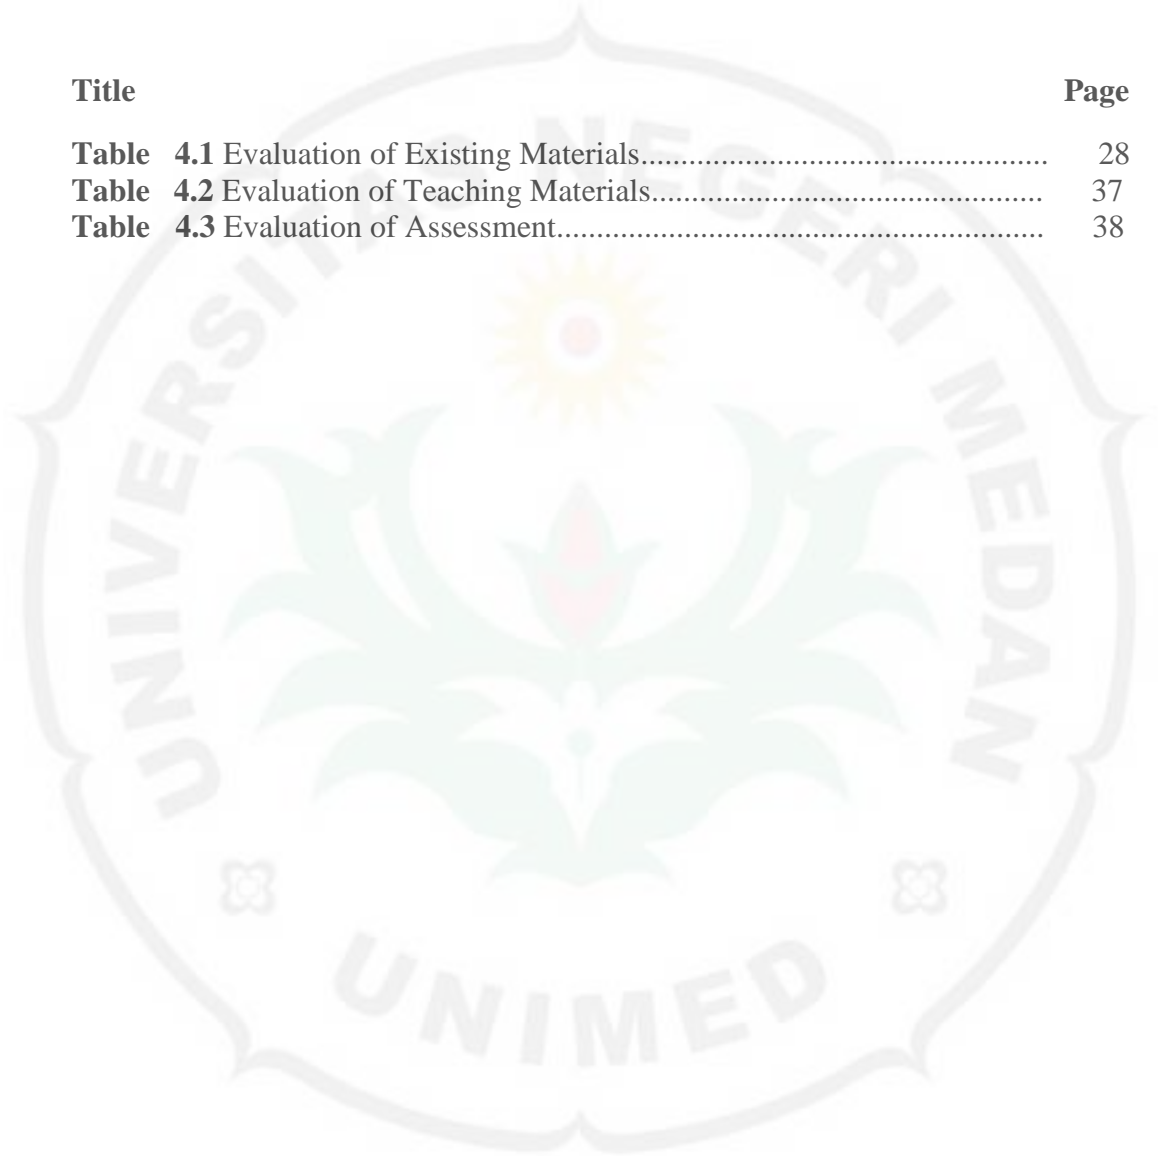 Title Page
Table 4.1 Evaluation of Existing Materials................................................... 28
Table 4.2 Evaluation of Teaching Materials................................................. 37
Table 4.3 Evaluation of Assessment............................................................. 38
UNIVERSITAS NEGERI MEDAN
UNIMED